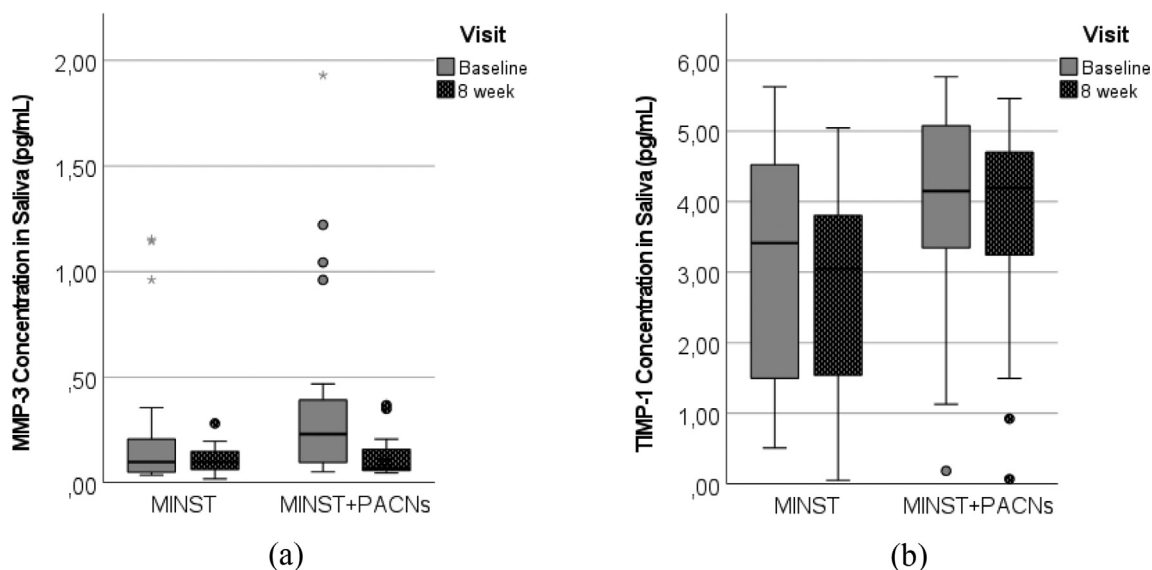 Visit
Baseline
8 week
MMP-3 Concentration in Saliva (pg/mL)
2,00
1,50
1,00
,50
,00
MINST
MINST+PACNs
(a)
Visit
Baseline
8 week
TIMP-1 Concentration in Saliva (pg/mL)
6,00
5,00
4,00
3,00
2,00
1,00
,00
MINST
MINST+PACNs
(b)